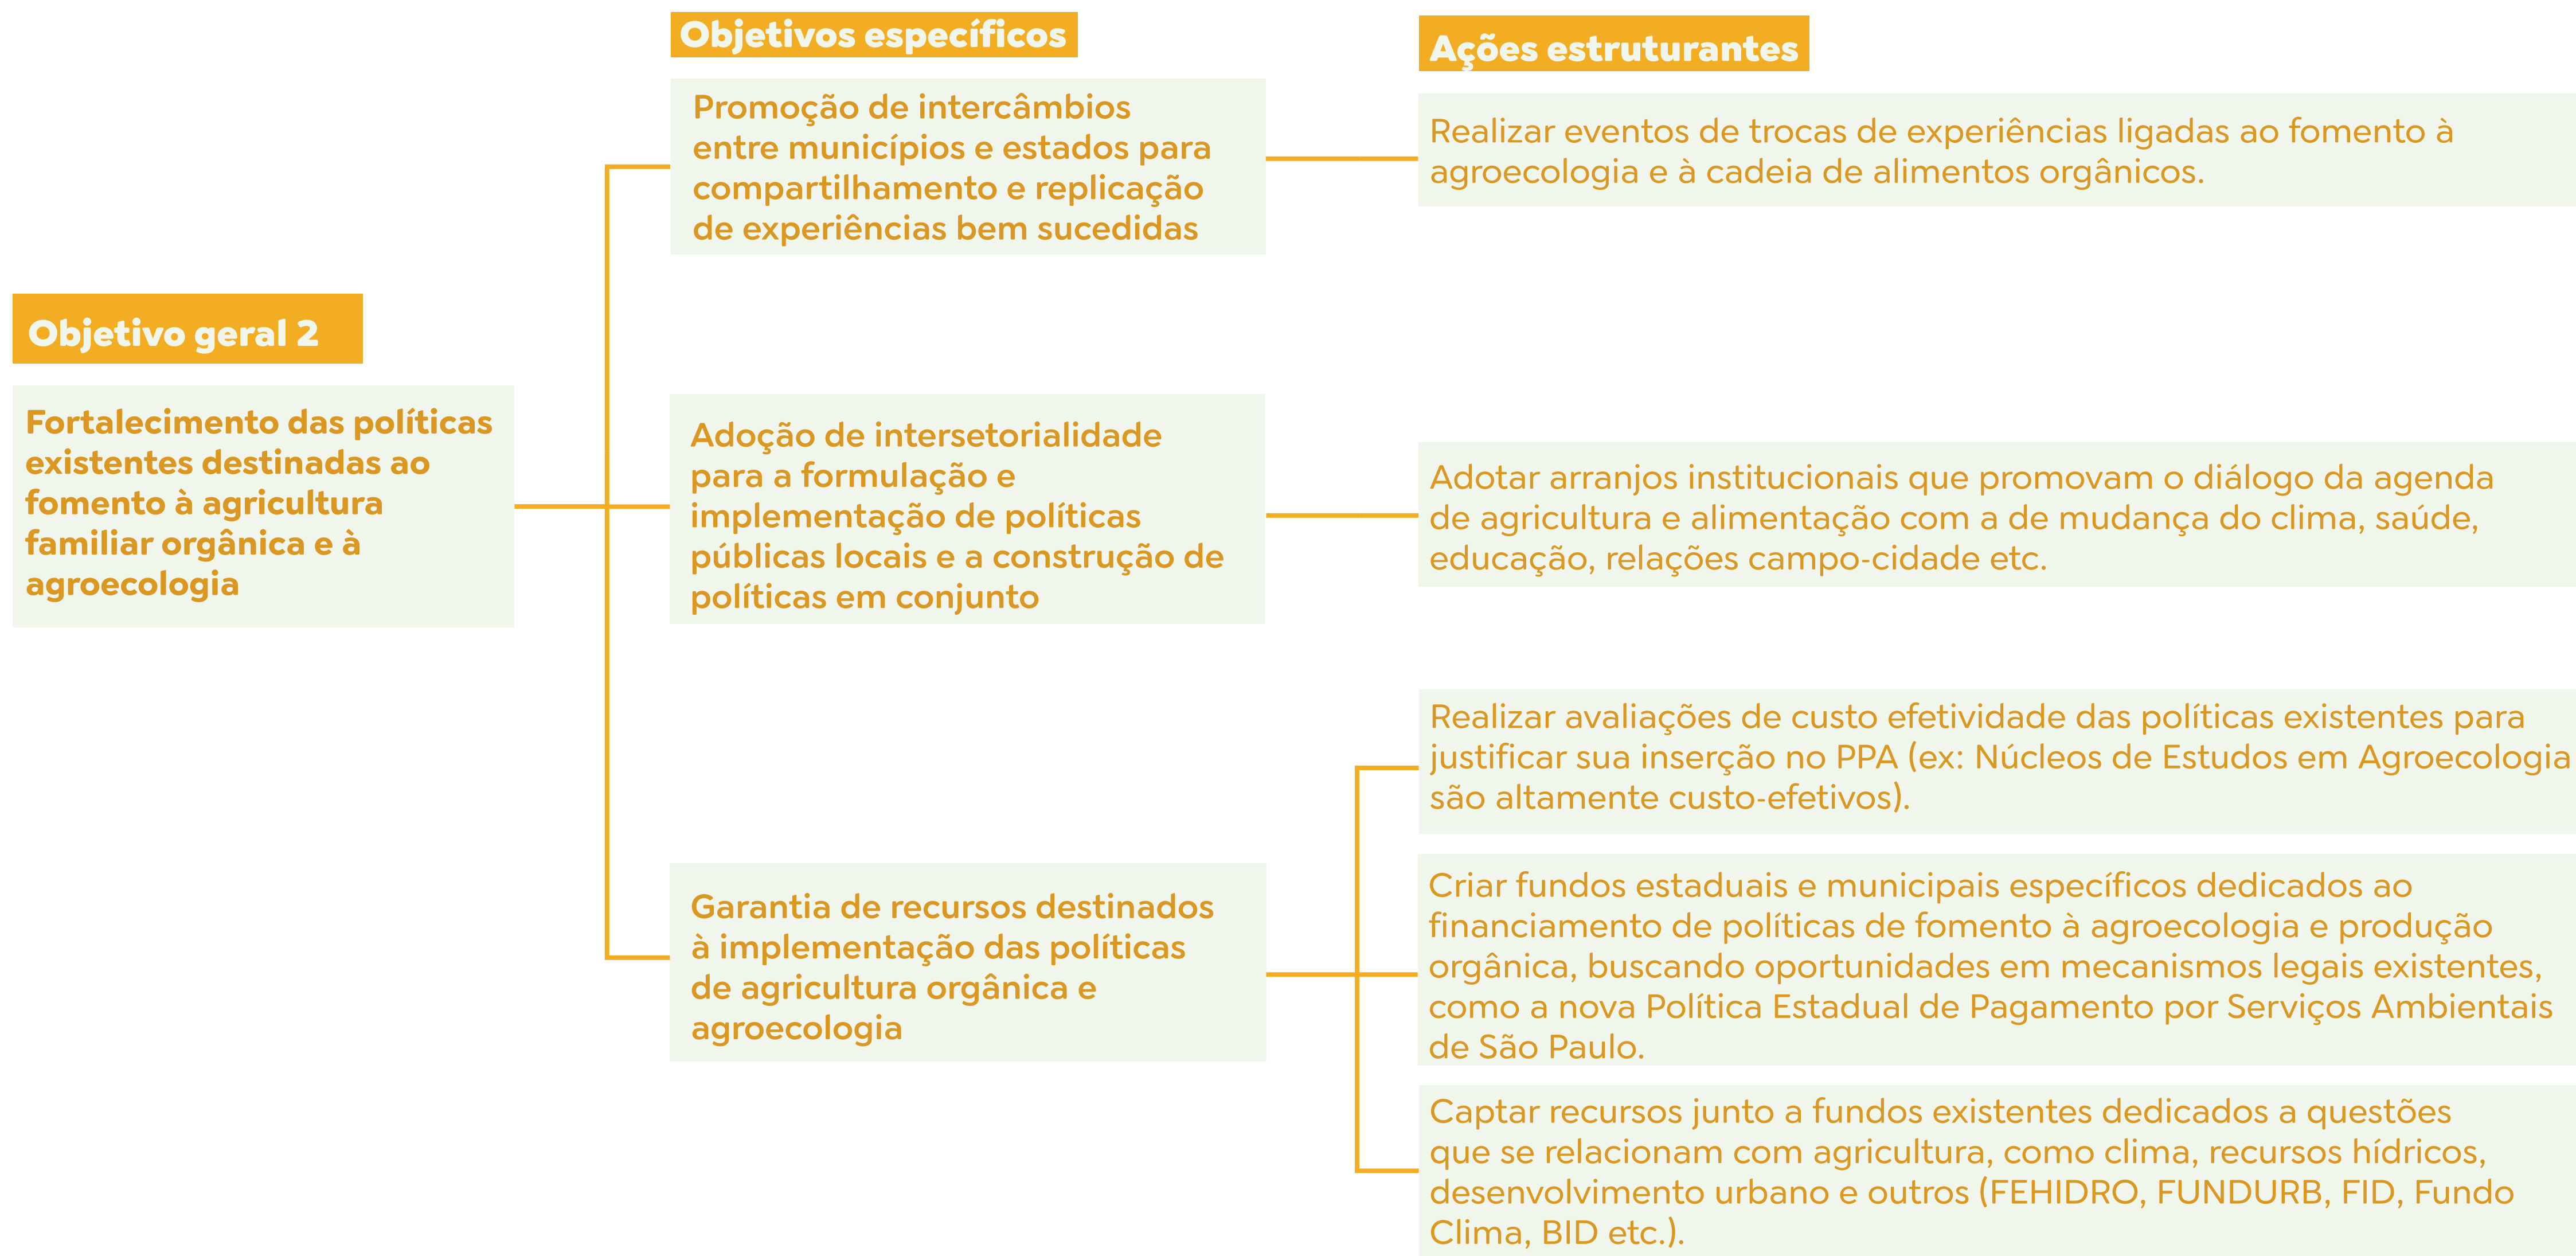 Objetivo geral 2
Fortalecimento das políticas
existentes destinadas ao
fomento à agricultura
familiar orgânica e à
agroecologia
Objetivos específicos
Promoção de intercâmbios
entre municípios e estados para
compartilhamento e replicação
de experiências bem sucedidas
Adoção de intersetorialidade
para a formulação e
implementação de políticas
públicas locais e a construção de
políticas em conjunto
Garantia de recursos destinados
à implementação das políticas
de agricultura orgânica e
agroecologia
Ações estruturantes
Realizar eventos de trocas de experiências ligadas ao fomento à
agroecologia e à cadeia de alimentos orgânicos.
Adotar arranjos institucionais que promovam o diálogo da agenda
de agricultura e alimentação com a de mudança do clima, saúde,
educação, relações campo-cidade etc.
Realizar avaliações de custo efetividade das políticas existentes para
justificar sua inserção no PPA (ex: Núcleos de Estudos em Agroecologia
são altamente custo-efetivos).
Criar fundos estaduais e municipais específicos dedicados ao
financiamento de políticas de fomento à agroecologia e produção
orgânica, buscando oportunidades em mecanismos legais existentes,
como a nova Política Estadual de Pagamento por Serviços Ambientais
de São Paulo.
Captar recursos junto a fundos existentes dedicados a questões
que se relacionam com agricultura, como clima, recursos hídricos,
desenvolvimento urbano e outros (FEHIDRO, FUNDURB, FID, Fundo
Clima, BID etc.).